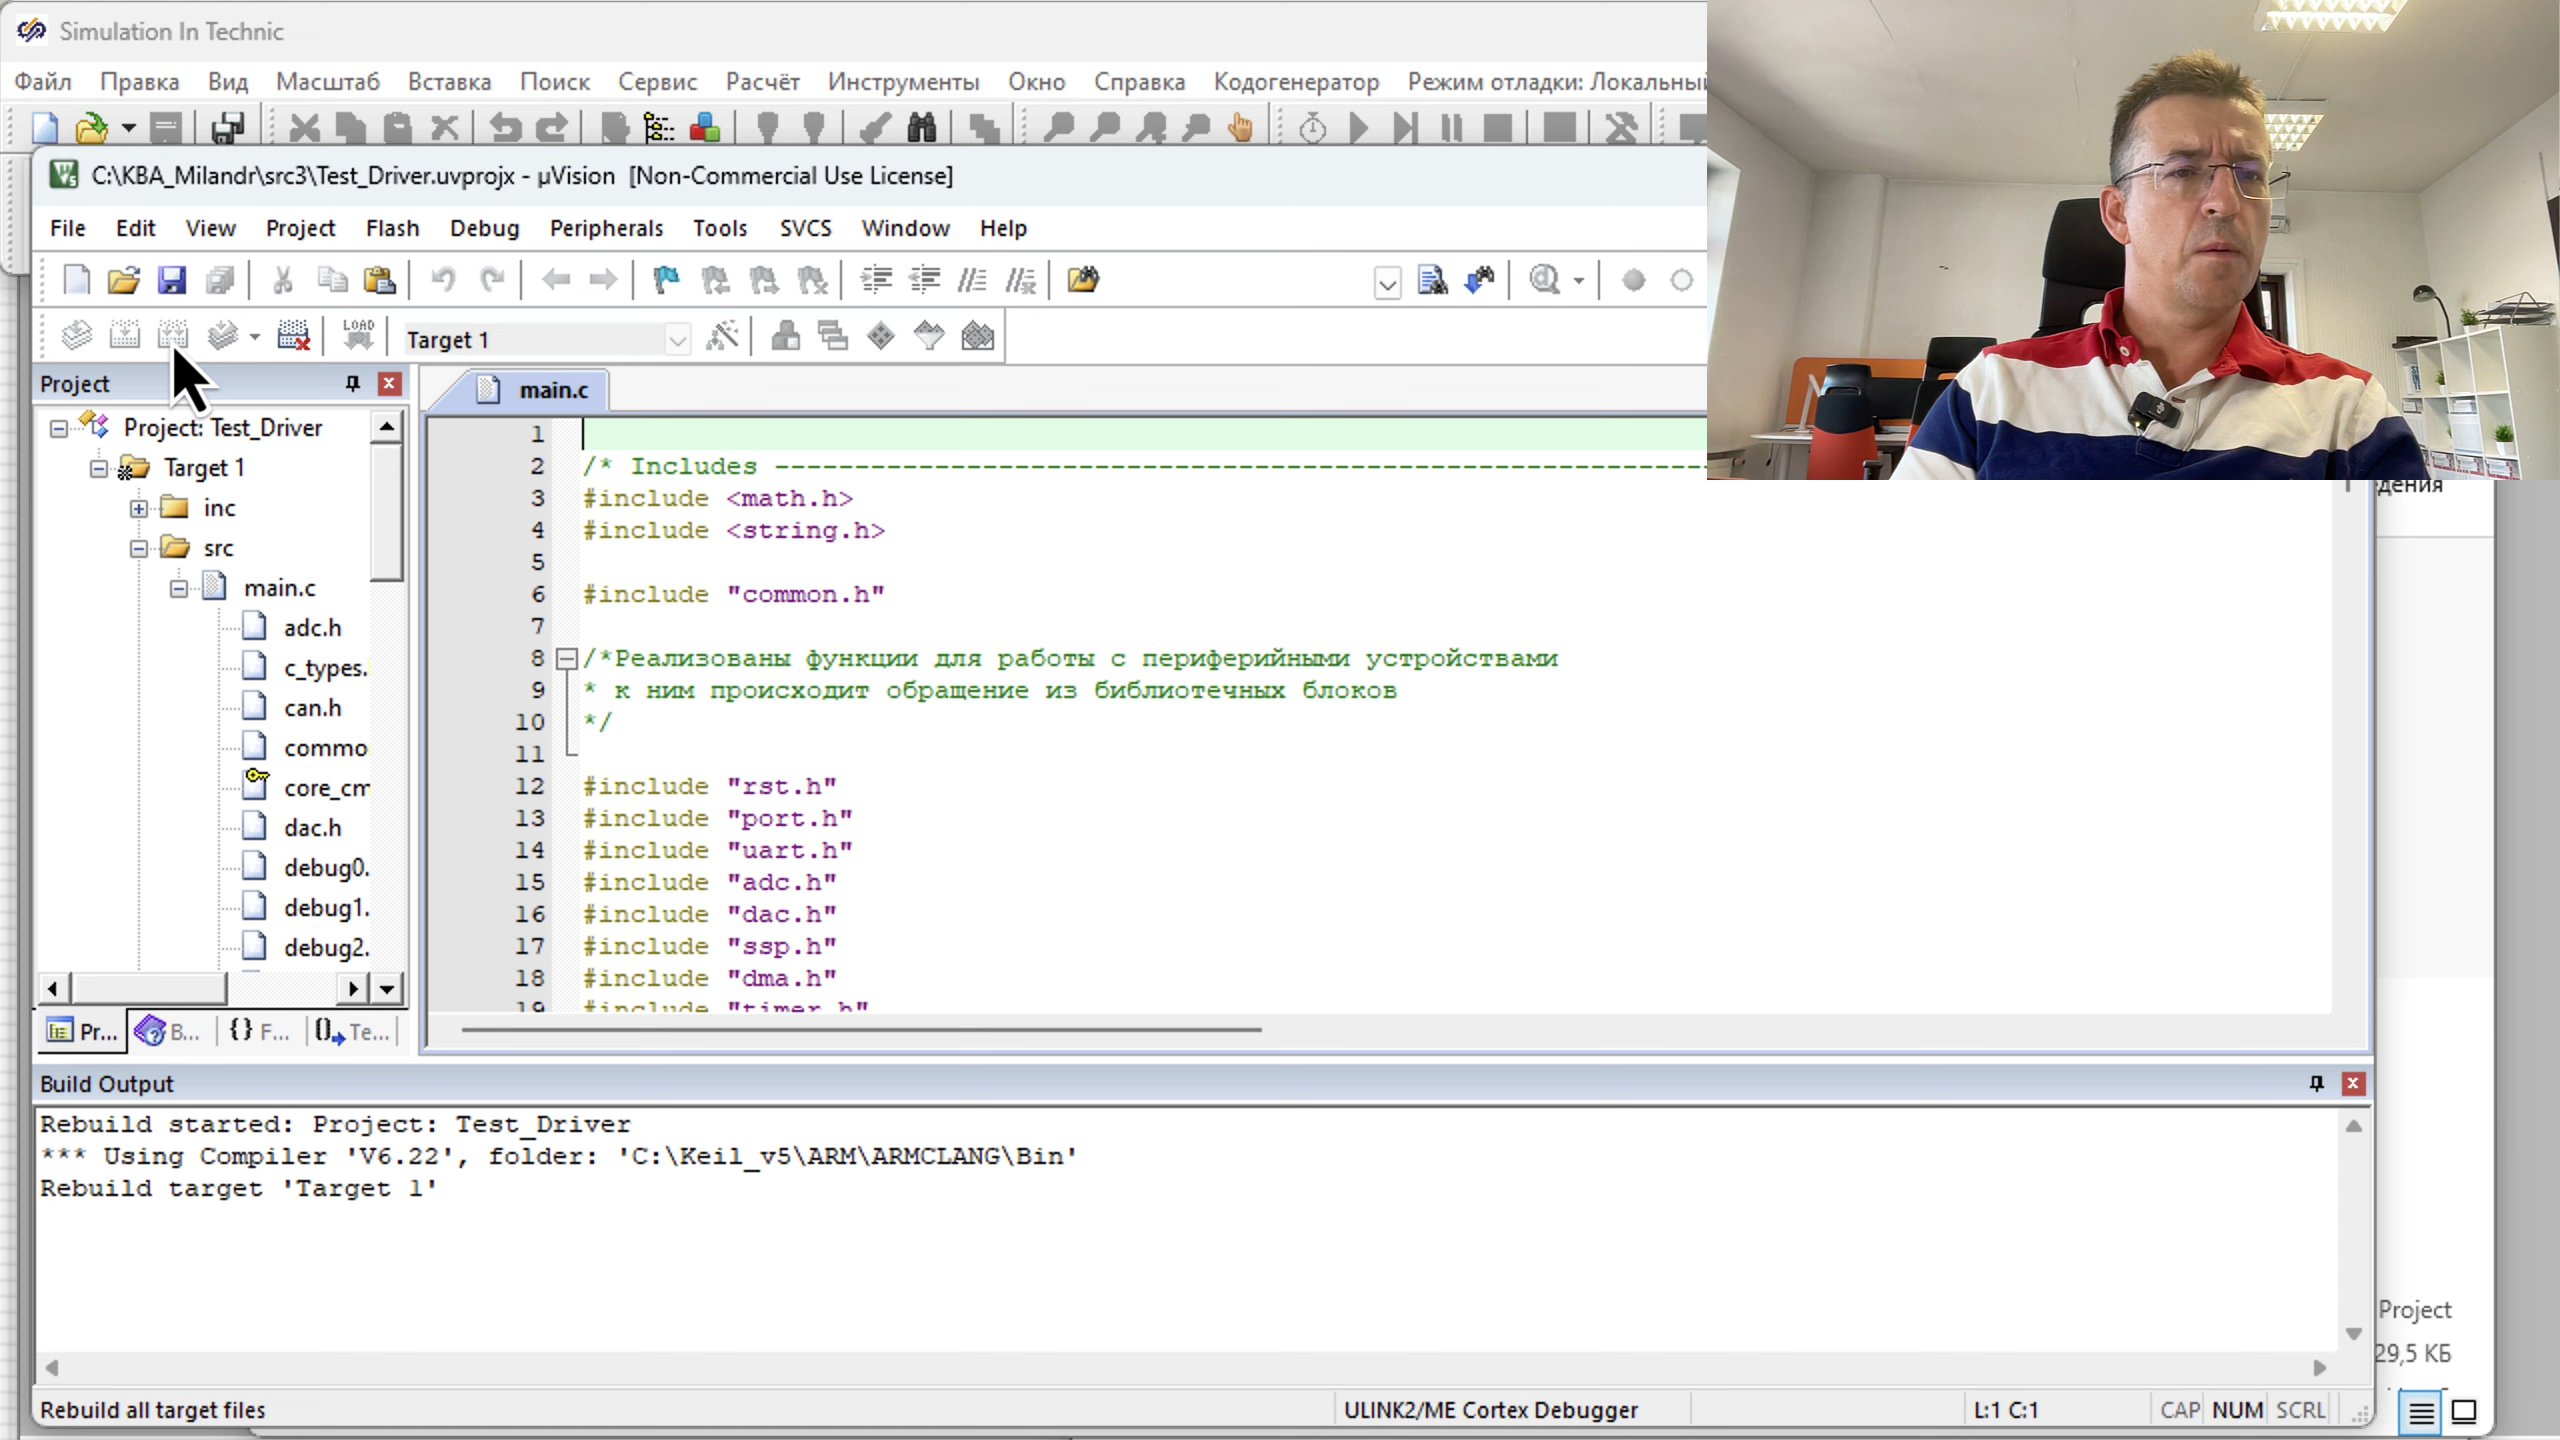 Simulation In Technic
Файл Правка Вид Масштаб Вставка Поиск Сервис Расчёт Инструменты Окно Справка Кодогенератор Режим отладки: Локальный
C:\KBA_Milandr\src3\Test_Driver.uvprojx - µVision [Non-Commercial Use License]
File Edit View Project Flash Debug Peripherals Tools SVCS Window Help
LOAD
Target 1
Project
main.c
Project: Test_Driver
Target 1
inc
src
main.c
adc.h
c_types.
can.h
commo
core_cm
dac.h
debug0.
debug1.
debug2.
Pr... B... {} F... Te...
1
2 /* Includes -----------------------------------------------------------
3 #include <math.h>
4 #include <string.h>
5
6 #include "common.h"
7
8 /*Реализованы функции для работы с периферийными устройствами
9 * к ним происходит обращение из библиотечных блоков
10 */
11
12 #include "rst.h"
13 #include "port.h"
14 #include "uart.h"
15 #include "adc.h"
16 #include "dac.h"
17 #include "ssp.h"
18 #include "dma.h"
19 #include "timer.h"
дения
Build Output
Rebuild started: Project: Test_Driver
*** Using Compiler 'V6.22', folder: 'C:\Keil_v5\ARM\ARMCLANG\Bin'
Rebuild target 'Target 1'
Project
29,5 КБ
Rebuild all target files ULINK2/ME Cortex Debugger L:1 C:1 CAP NUM SCRL